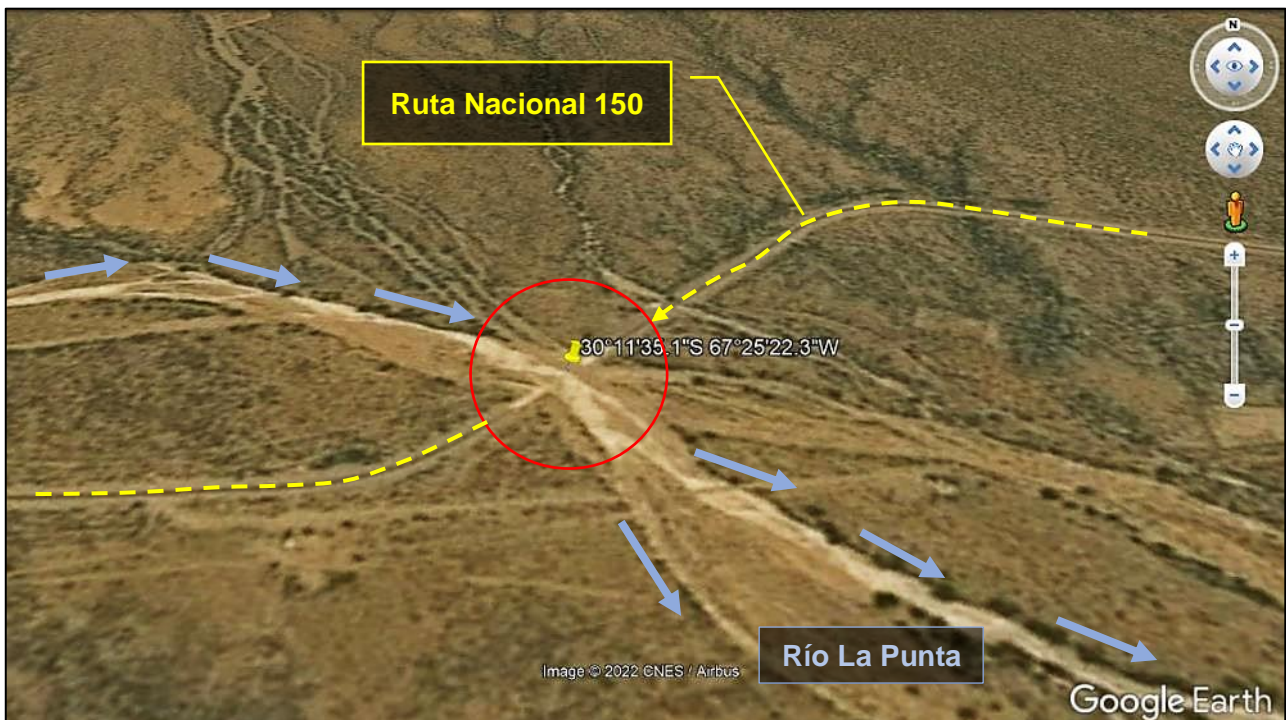 N
Ruta Nacional 150
30°11'35.1"S 67°25'22.3"W
Río La Punta
Image © 2022 CNES / Airbus
Google Earth